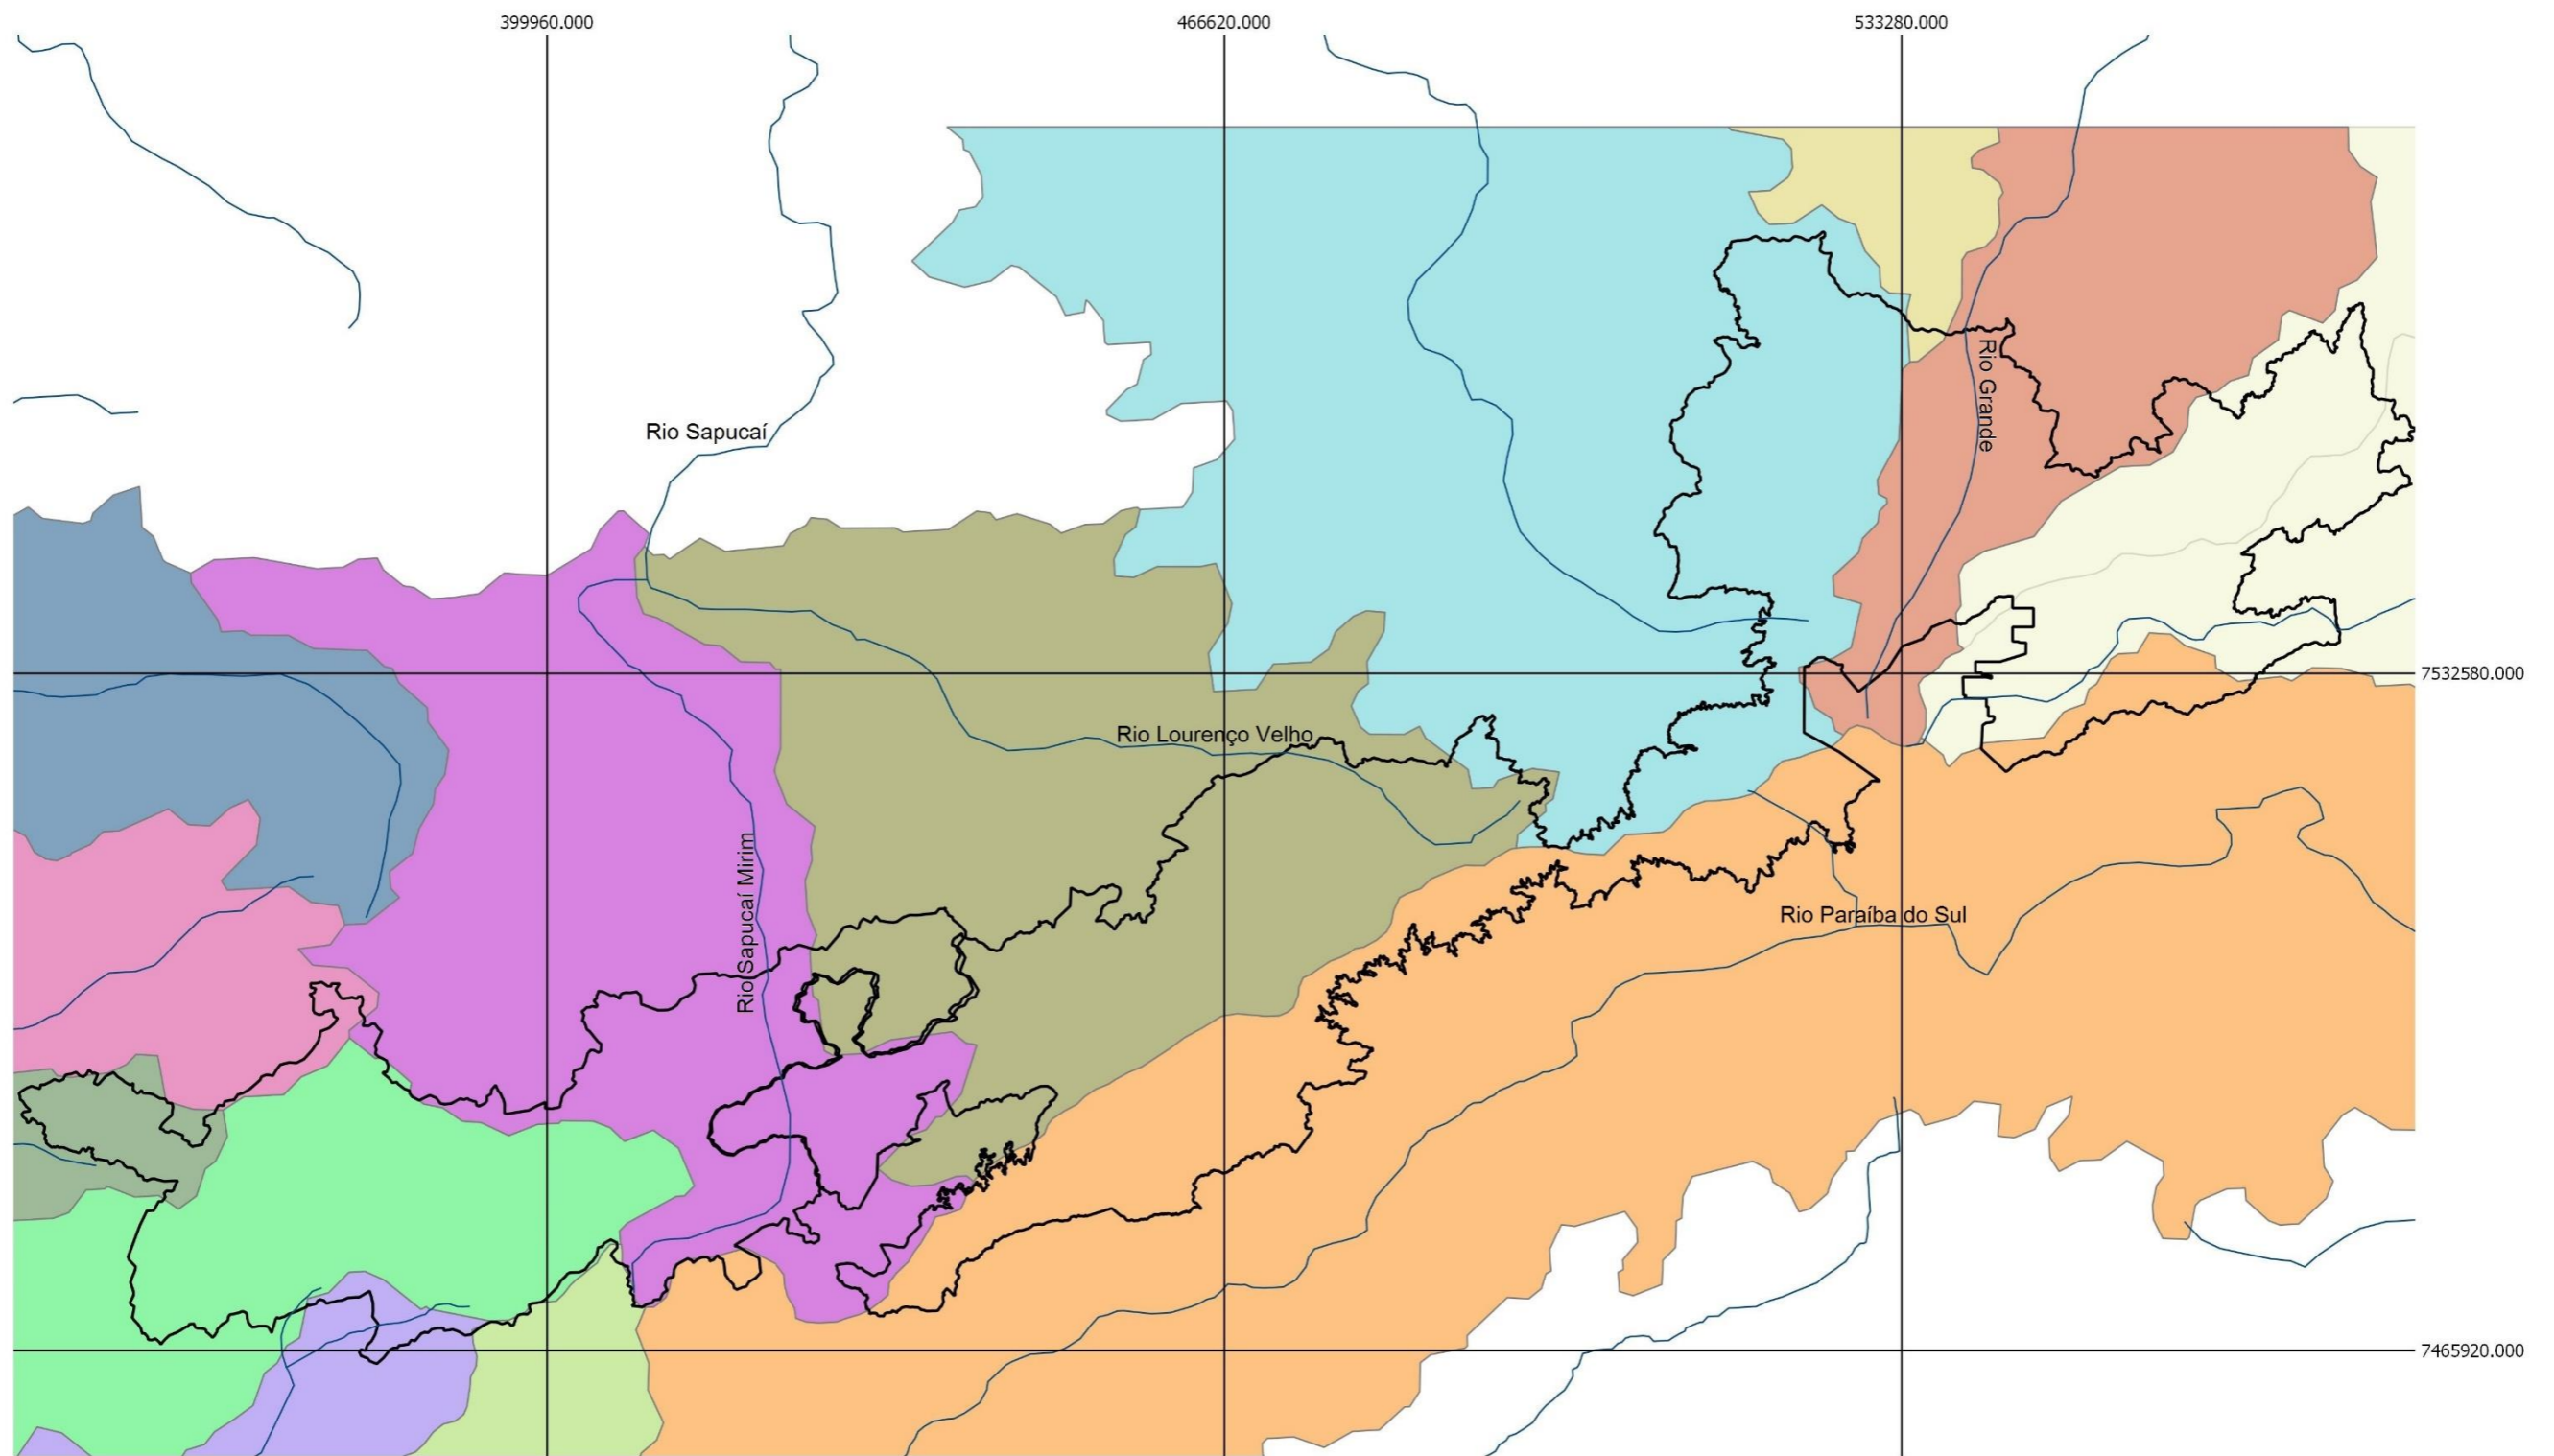 399960.000
466620.000
533280.000
Rio Grande
Rio Sapucaí
7532580.000
Rio Lourenço Velho
Rio Sapucaí Mirim
Rio Paraíba do Sul
7465920.000